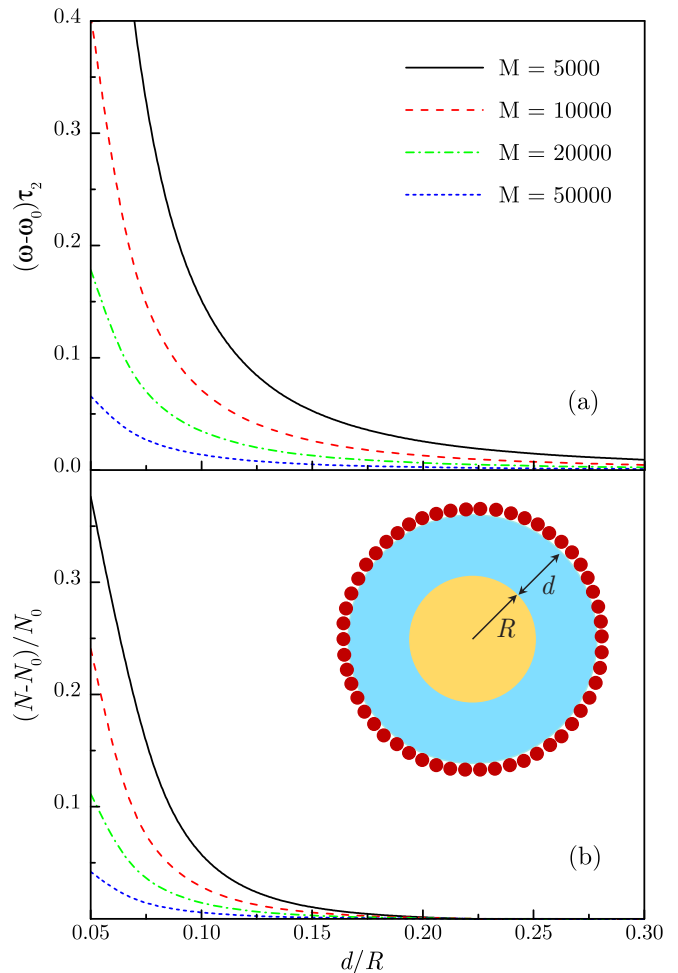 0.4
0.3
0.2
0.1
0.0
(ω-ω₀)τ₂
M = 5000
M = 10000
M = 20000
M = 50000
(a)
0.3
0.2
0.1
(N-N₀)/N₀
d
R
(b)
0.05 0.10 0.15 0.20 0.25 0.30
d/R